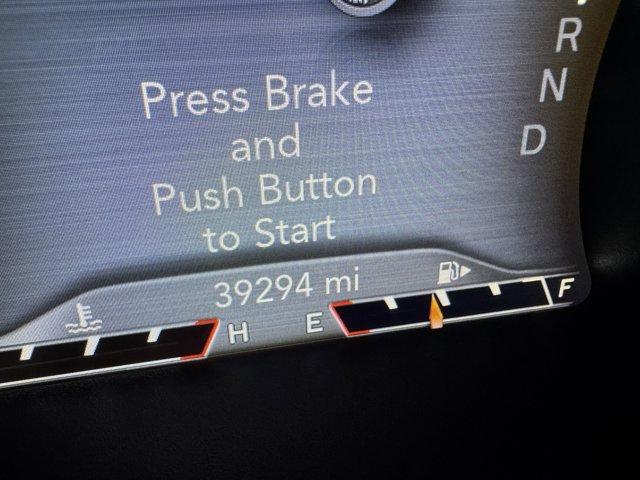 R
N
D
Press Brake
and
Push Button
to Start
39294 mi
H
E
F